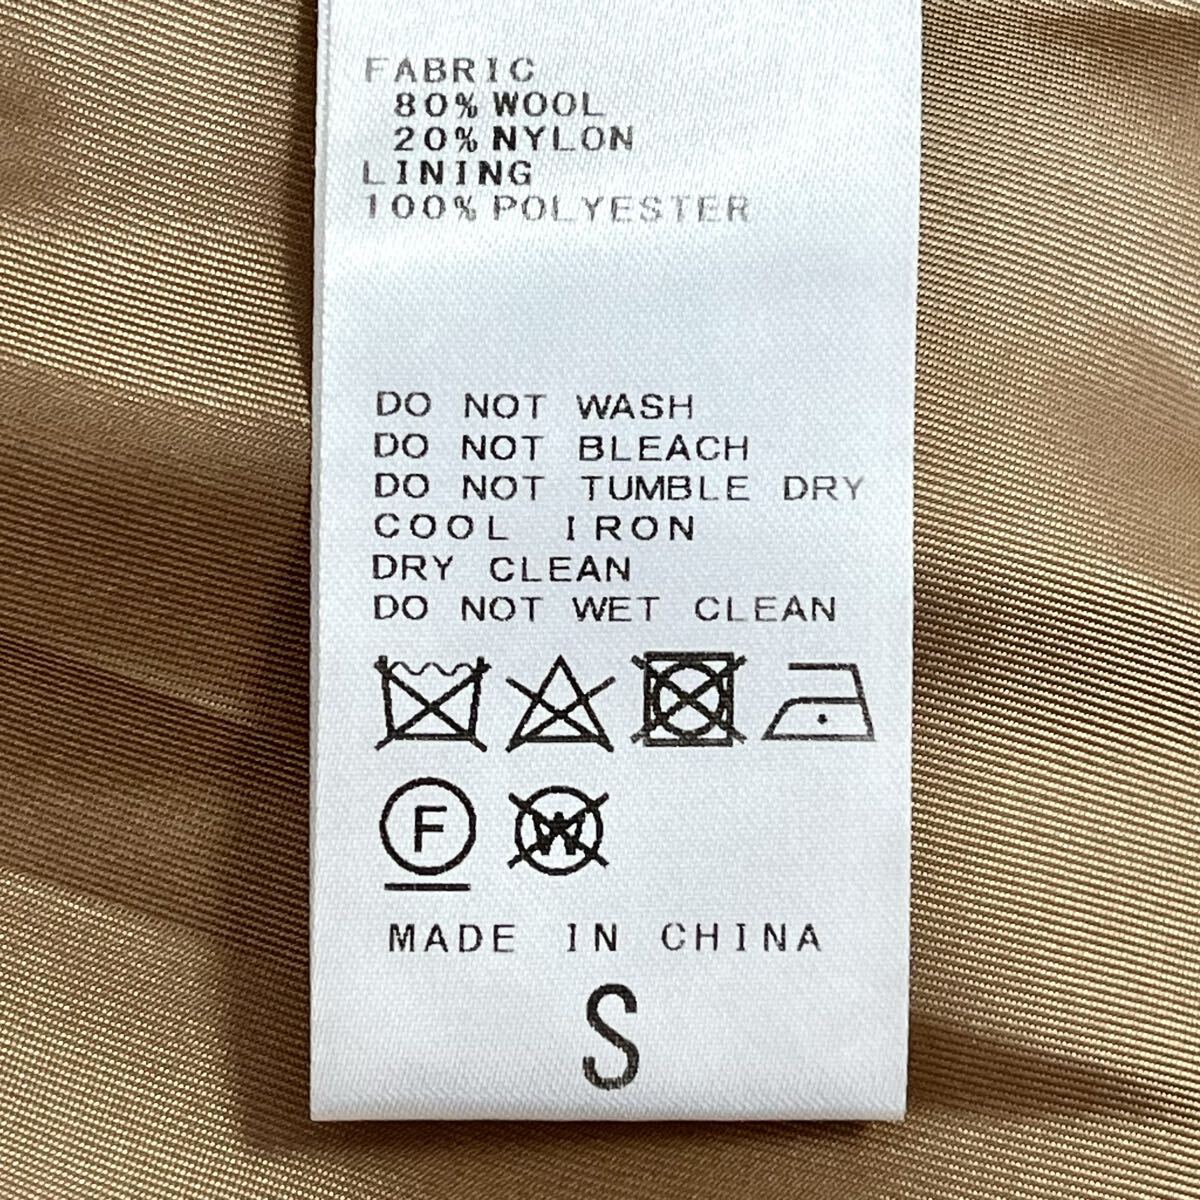 FABRIC
80% WOOL
20% NYLON
LINING
100% POLYESTER
DO NOT WASH
DO NOT BLEACH
DO NOT TUMBLE DRY
COOL IRON
DRY CLEAN
DO NOT WET CLEAN
F W
MADE IN CHINA
S